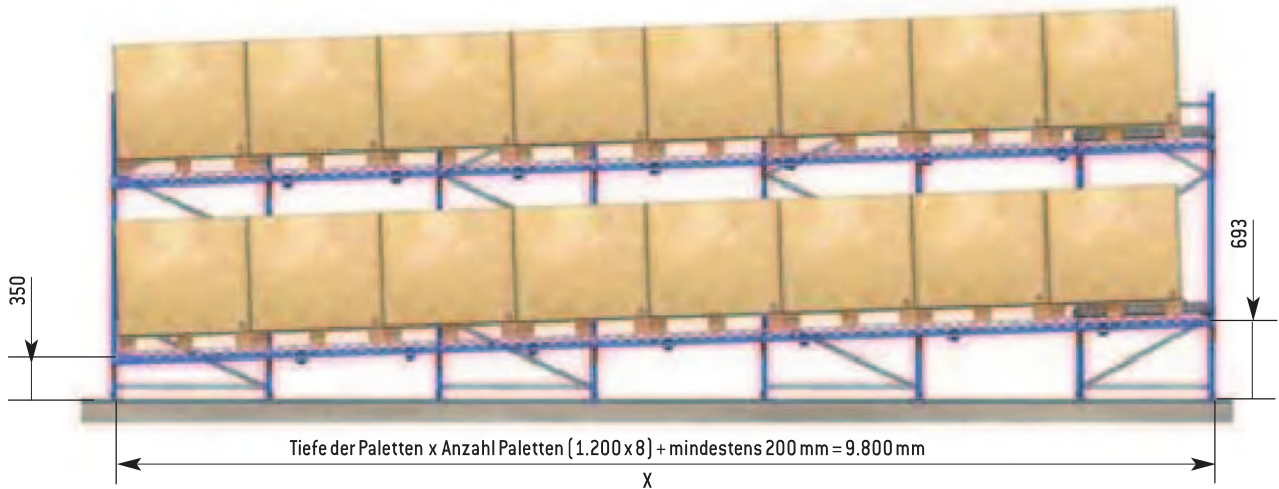 693
350
Tiefe der Paletten x Anzahl Paletten (1.200 x 8) + mindestens 200 mm = 9.800 mm
X